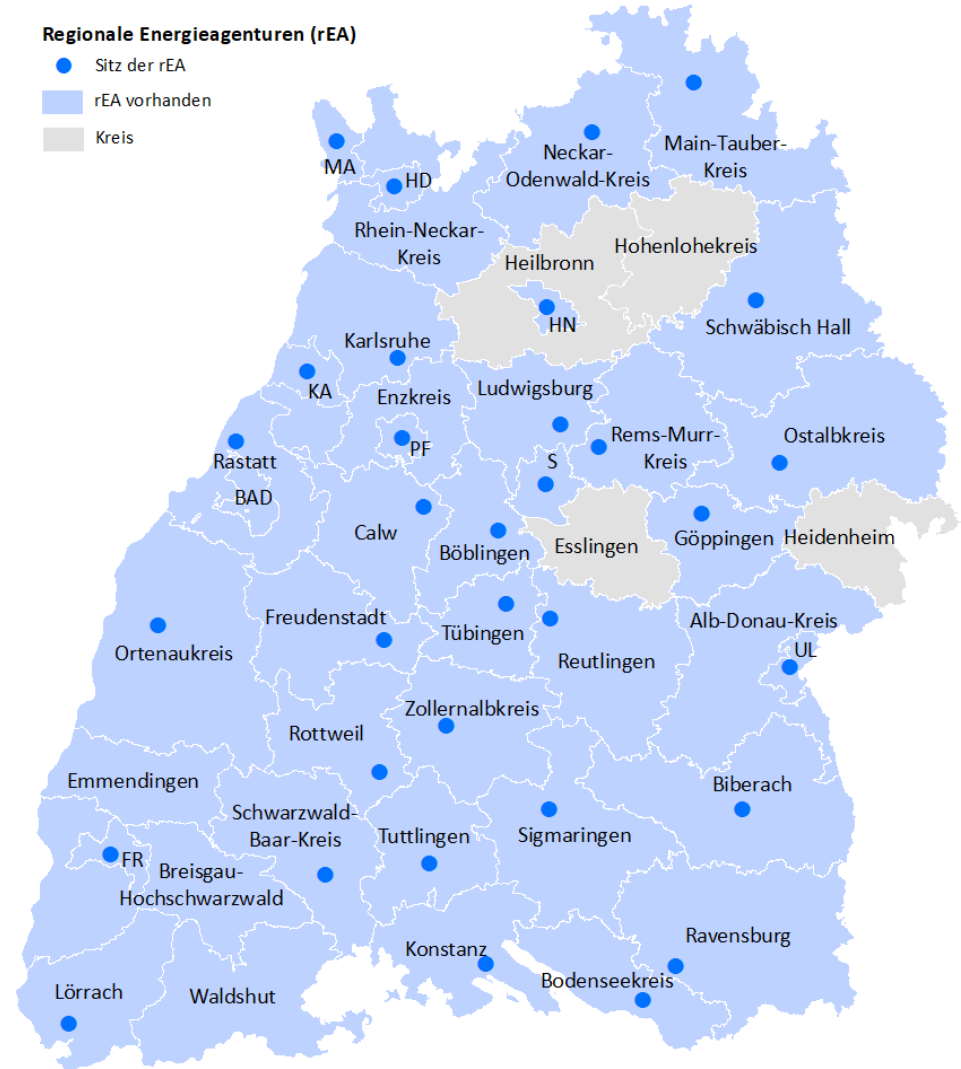 Regionale Energieagenturen (rEA)
Sitz der rEA
rEA vorhanden
Kreis
MA
HD
Neckar-
Odenwald-Kreis
Main-Tauber-
Kreis
Rhein-Neckar-
Kreis
Heilbronn
Hohenlohekreis
HN
Schwäbisch Hall
Karlsruhe
KA
Enzkreis
Ludwigsburg
PF
Rems-Murr-
Kreis
Ostalbkreis
Rastatt
S
BAD
Calw
Böblingen
Esslingen
Göppingen
Heidenheim
Freudenstadt
Tübingen
Alb-Donau-Kreis
UL
Ortenaukreis
Reutlingen
Zollernalbkreis
Rottweil
Emmendingen
Biberach
Schwarzwald-
Baar-Kreis
Tuttlingen
Sigmaringen
FR
Breisgau-
Hochschwarzwald
Konstanz
Ravensburg
Bodenseekreis
Lörrach
Waldshut